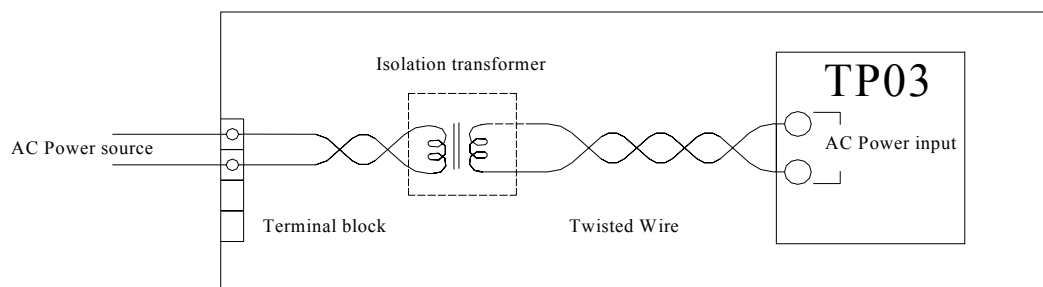 Isolation transformer
TP03
AC Power source
AC Power input
Terminal block
Twisted Wire